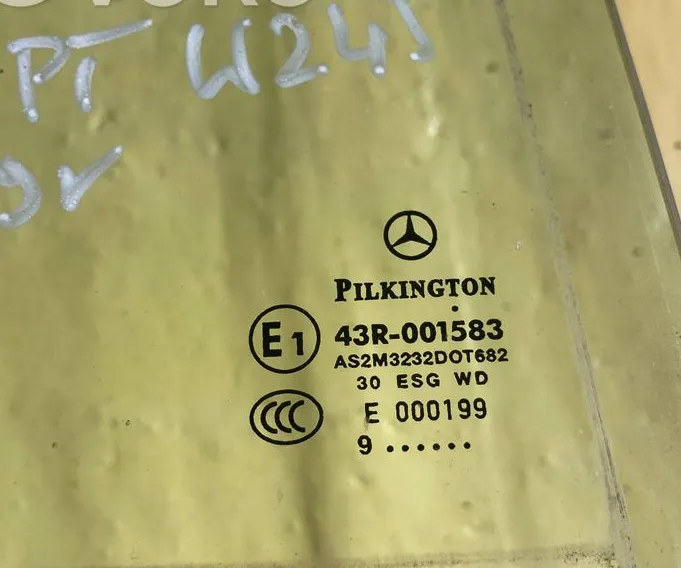 PT W245
PILKINGTON
E1 43R-001583
AS2M3232DOT682
30 ESG WD
CCC E 000199
9 ......